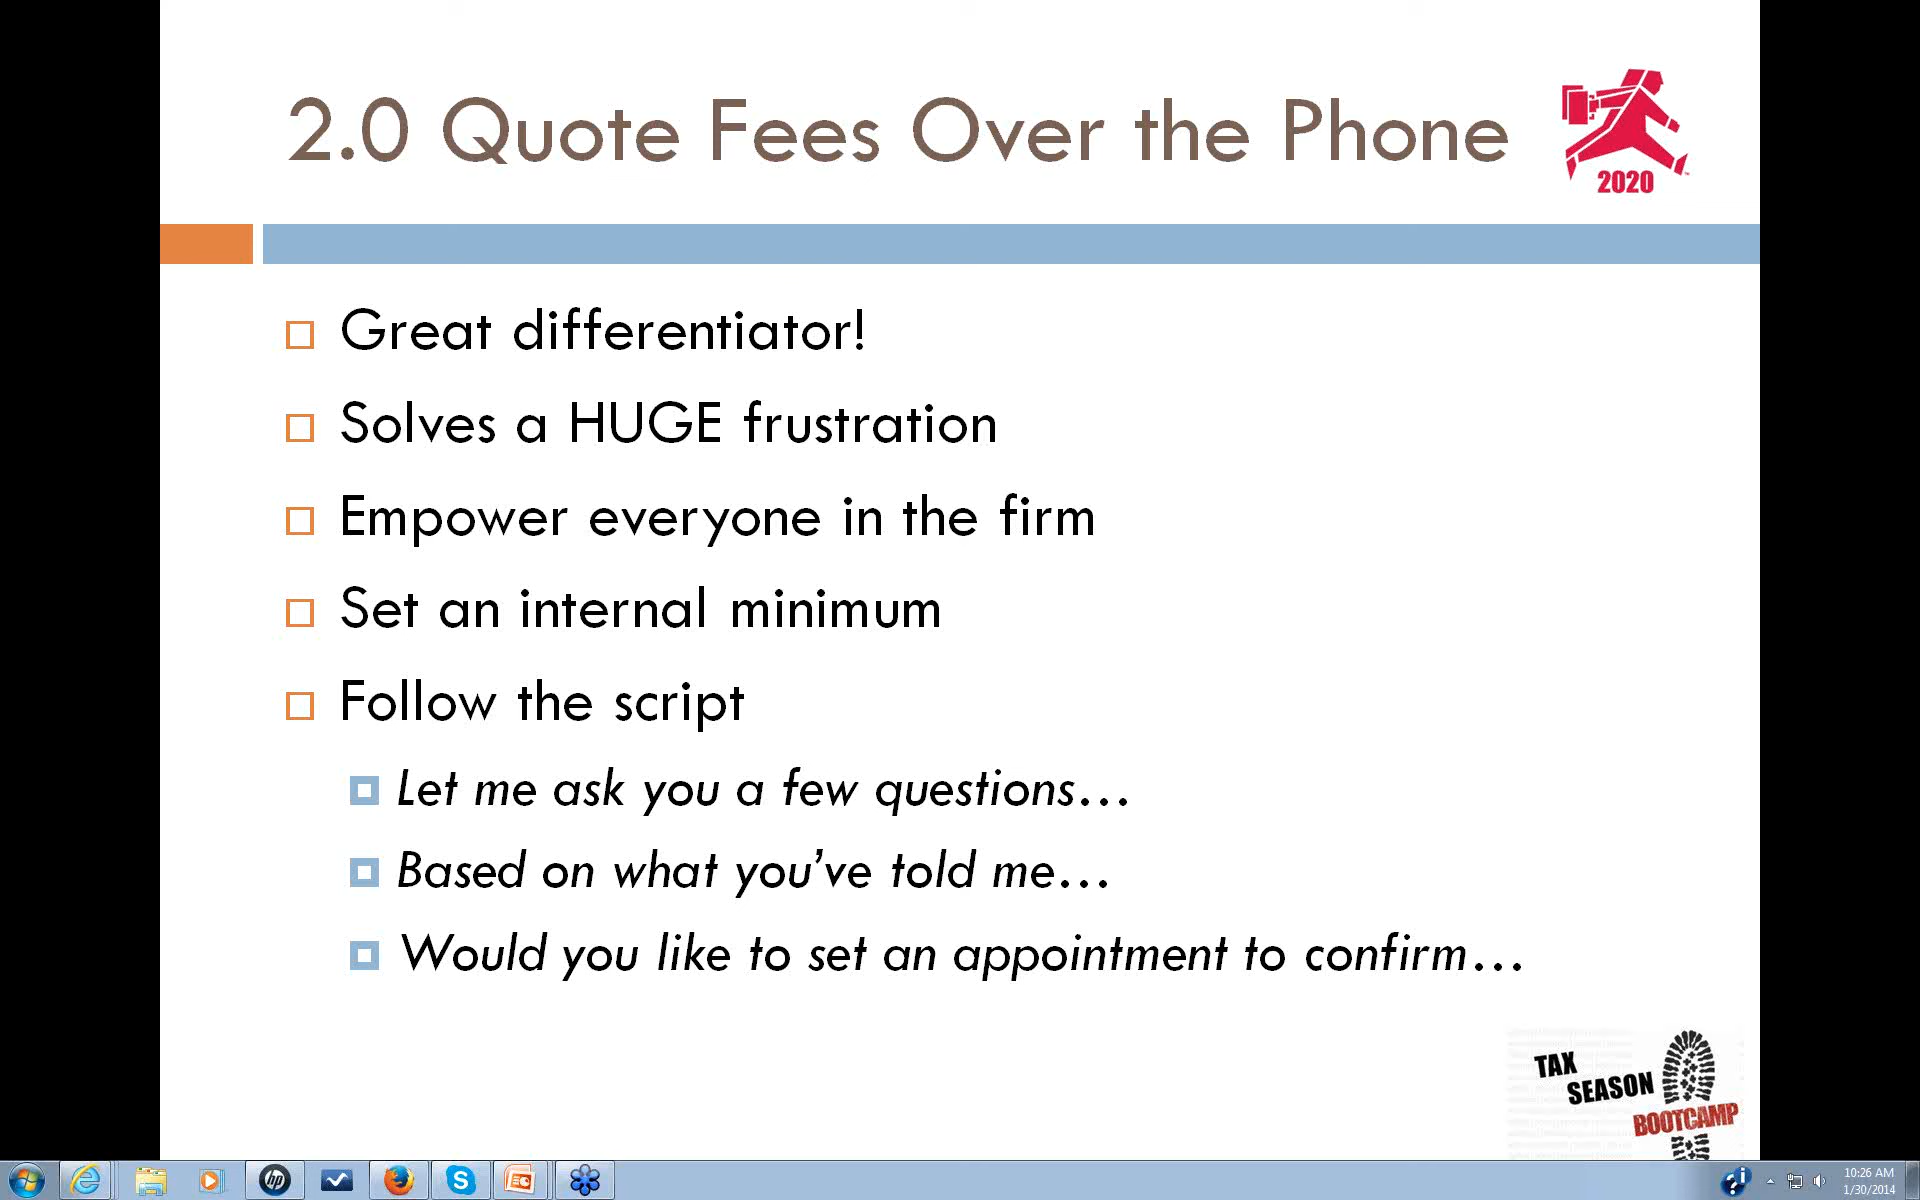 2.0 Quote Fees Over the Phone
2020
Great differentiator!
Solves a HUGE frustration
Empower everyone in the firm
Set an internal minimum
Follow the script
Let me ask you a few questions…
Based on what you’ve told me…
Would you like to set an appointment to confirm…
TAX
SEASON
BOOTCAMP
hp
10:26 AM
1/30/2014